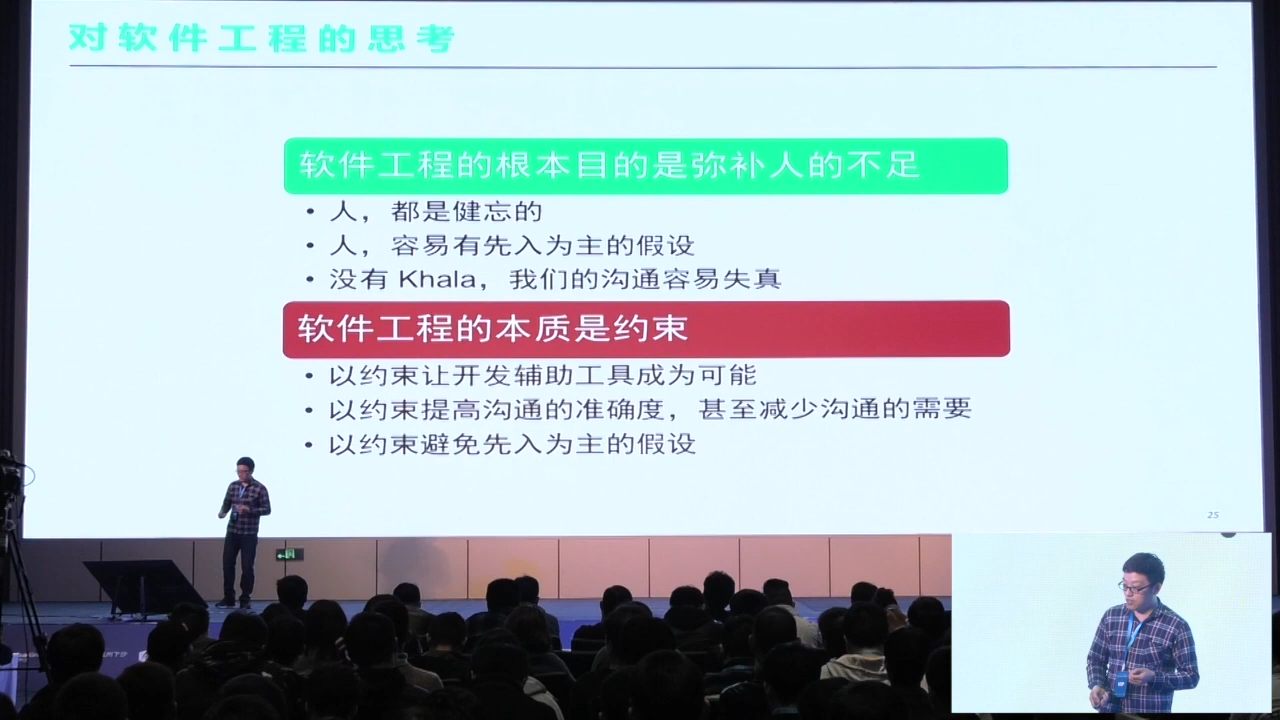 对软件工程的思考
软件工程的根本目的是弥补人的不足
• 人，都是健忘的
• 人，容易有先入为主的假设
• 没有 Khala，我们的沟通容易失真
软件工程的本质是约束
• 以约束让开发辅助工具成为可能
• 以约束提高沟通的准确度，甚至减少沟通的需要
• 以约束避免先入为主的假设
25